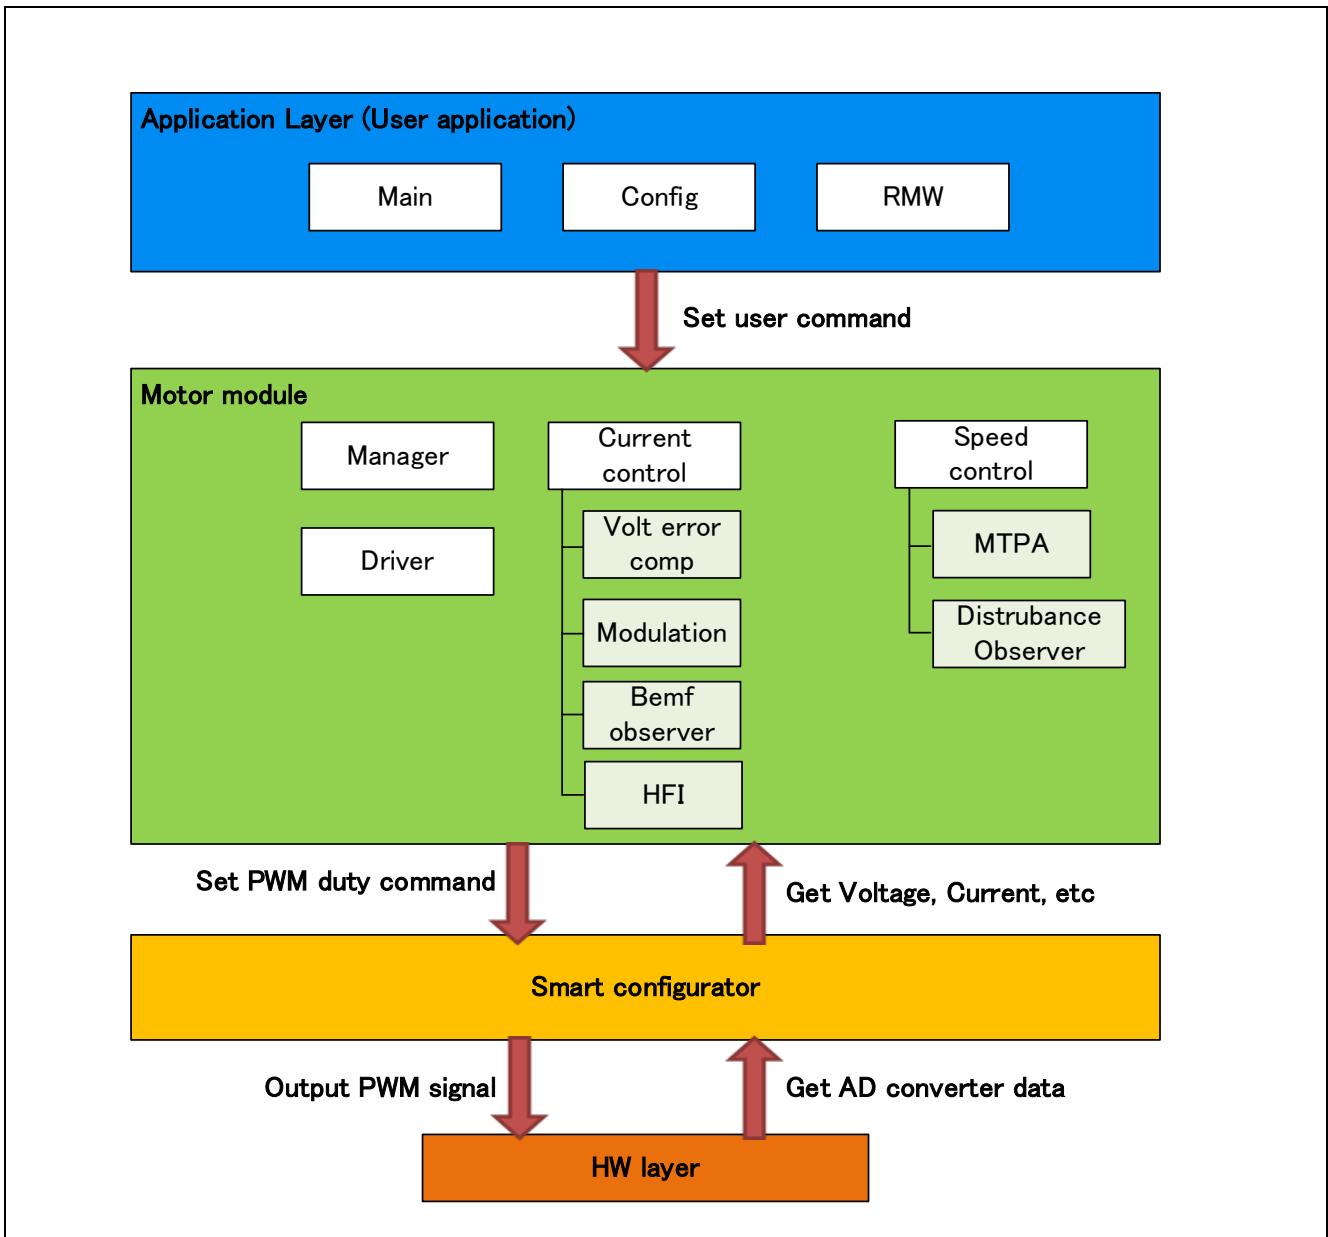 Application Layer (User application)
Main
Config
RMW
Set user command
Motor module
Manager
Driver
Current
control
Volt error
comp
Modulation
Bemf
observer
HFI
Speed
control
MTPA
Distrubance
Observer
Set PWM duty command
Get Voltage, Current, etc
Smart configurator
Output PWM signal
Get AD converter data
HW layer